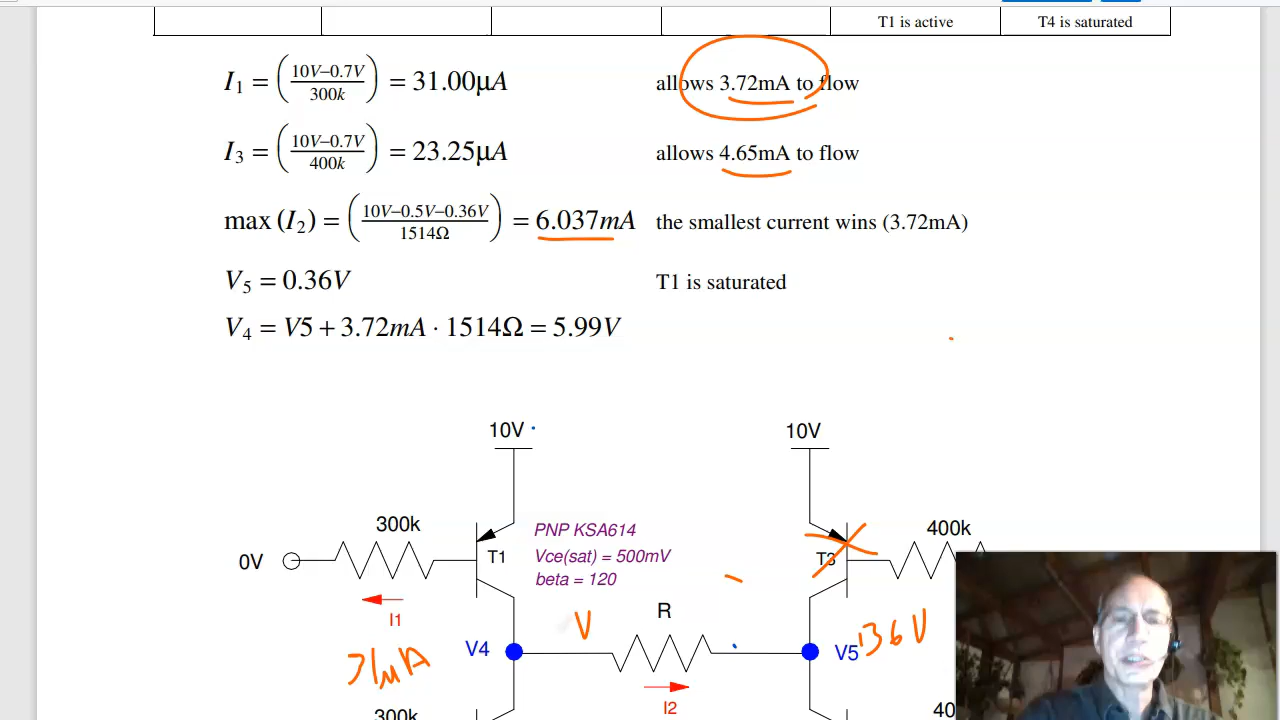 T1 is active T4 is saturated
I₁ = (10V–0.7V / 300k) = 31.00µA allows 3.72mA to flow
I₃ = (10V–0.7V / 400k) = 23.25µA allows 4.65mA to flow
max (I₂) = (10V–0.5V–0.36V / 1514Ω) = 6.037mA the smallest current wins (3.72mA)
V₅ = 0.36V T1 is saturated
V₄ = V5 + 3.72mA · 1514Ω = 5.99V
10V 10V
300k PNP KSA614 400k
0V T1 Vce(sat) = 500mV T3
beta = 120
I1 V R
31µA V4 V5 .36V
I2
300k 40